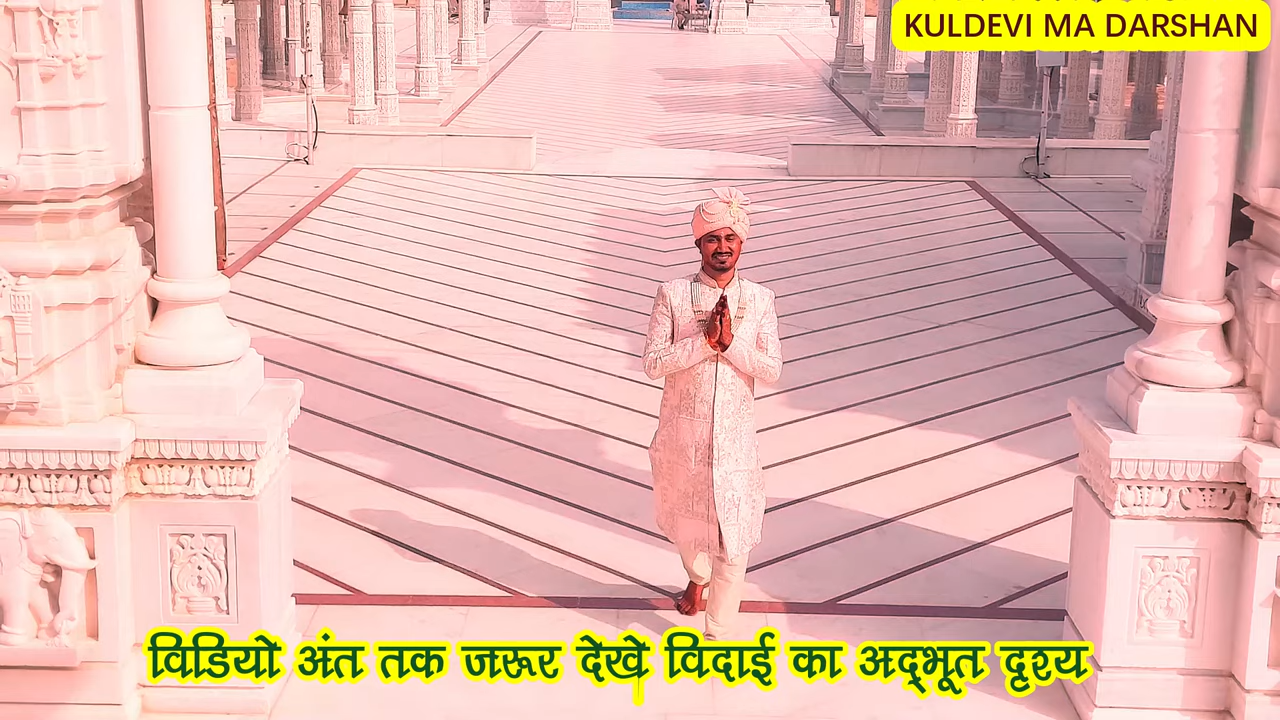 KULDEVI MA DARSHAN
विडियो अंत तक जरूर देखे विदाई का अद्भूत दृश्य